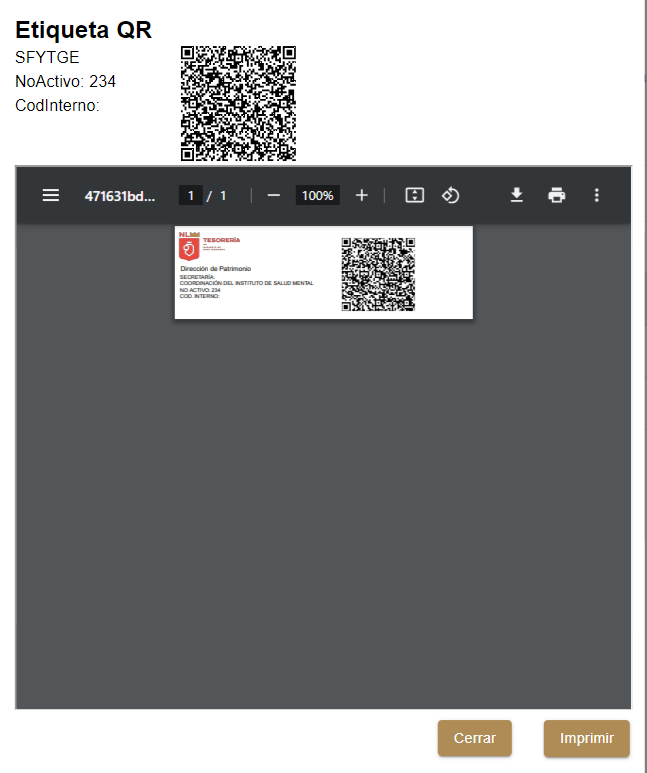 Etiqueta QR
SFYTGE
NoActivo: 234
CodInterno:
471631bd...
1 / 1
100%
NL
TESORERÍA
Dirección de Patrimonio
SECRETARÍA:
COORDINACIÓN DEL INSTITUTO DE SALUD MENTAL
NO ACTIVO: 234
COD. INTERNO:
Cerrar
Imprimir